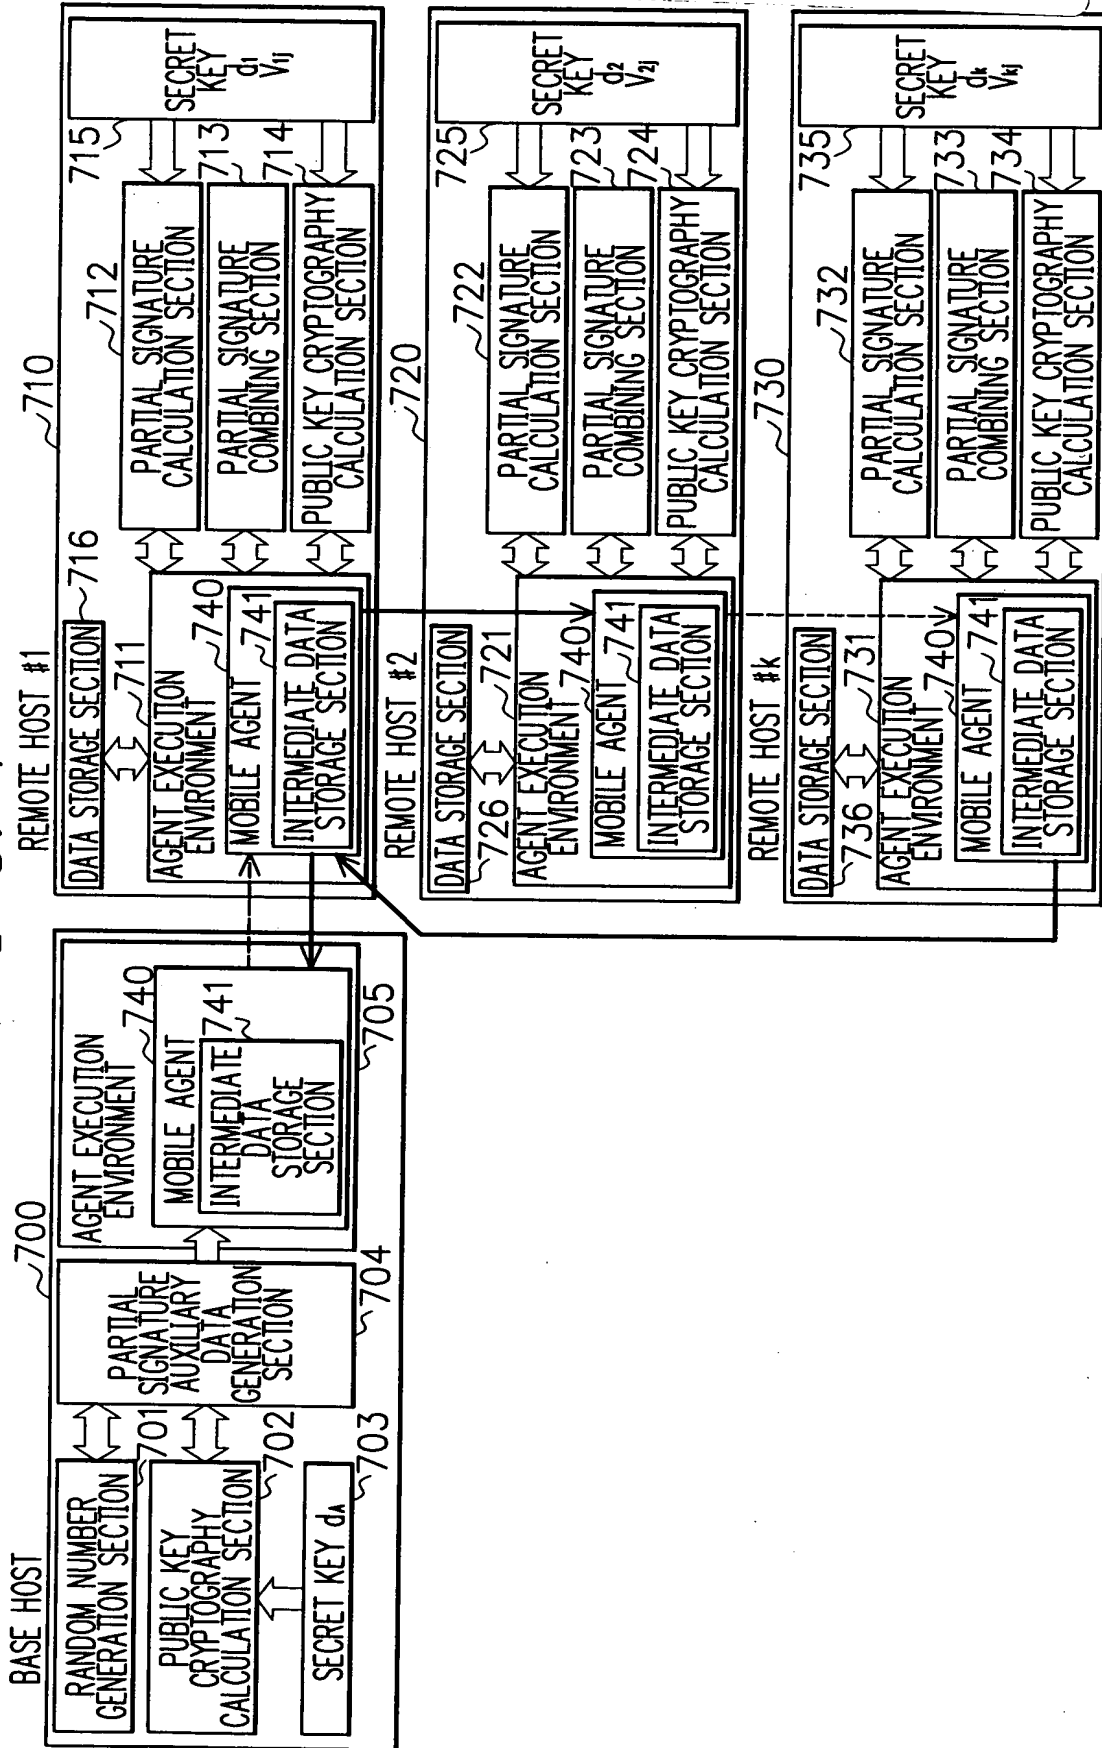 BASE HOST
700
RANDOM NUMBER
GENERATION SECTION
701
PUBLIC KEY
CRYPTOGRAPHY
CALCULATION SECTION
702
SECRET KEY dA
703
PARTIAL
SIGNATURE
AUXILIARY
DATA
GENERATION
SECTION
704
AGENT EXECUTION
ENVIRONMENT
740
MOBILE AGENT
741
INTERMEDIATE
DATA
STORAGE
SECTION
705
REMOTE HOST #1
710
DATA STORAGE SECTION
716
711
AGENT EXECUTION
ENVIRONMENT
740
MOBILE AGENT
741
INTERMEDIATE DATA
STORAGE SECTION
712
PARTIAL SIGNATURE
CALCULATION SECTION
713
PARTIAL SIGNATURE
COMBINING SECTION
714
PUBLIC KEY CRYPTOGRAPHY
CALCULATION SECTION
715
SECRET
KEY
d1
V1j
REMOTE HOST #2
720
DATA STORAGE SECTION
726
721
AGENT EXECUTION
ENVIRONMENT
740
MOBILE AGENT
741
INTERMEDIATE DATA
STORAGE SECTION
722
PARTIAL SIGNATURE
CALCULATION SECTION
723
PARTIAL SIGNATURE
COMBINING SECTION
724
PUBLIC KEY CRYPTOGRAPHY
CALCULATION SECTION
725
SECRET
KEY
d2
V2j
REMOTE HOST #k
730
DATA STORAGE SECTION
736
731
AGENT EXECUTION
ENVIRONMENT
740
MOBILE AGENT
741
INTERMEDIATE DATA
STORAGE SECTION
732
PARTIAL SIGNATURE
CALCULATION SECTION
733
PARTIAL SIGNATURE
COMBINING SECTION
734
PUBLIC KEY CRYPTOGRAPHY
CALCULATION SECTION
735
SECRET
KEY
dk
Vkj